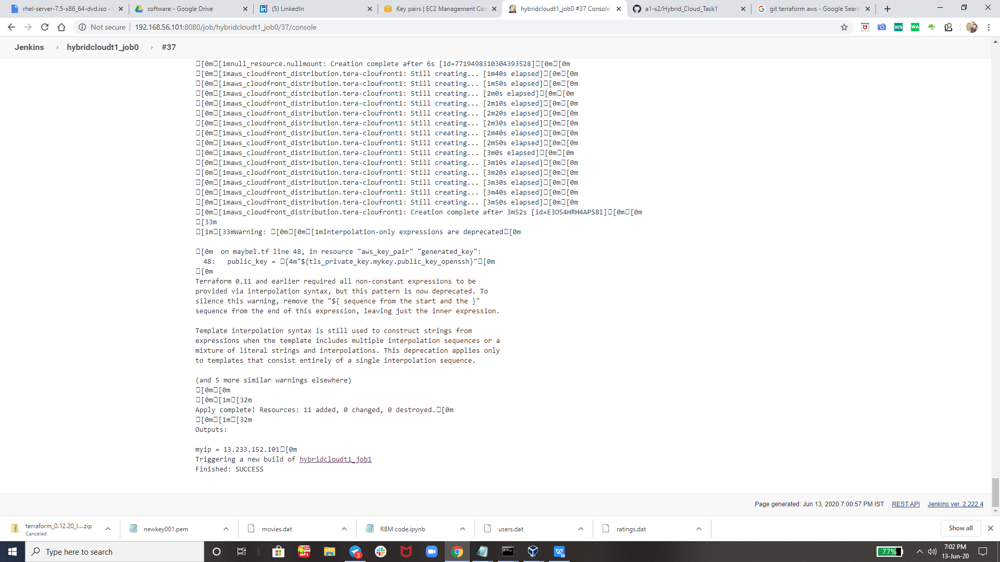 rhel-server-7.5-x86_64-dvd.iso -
software - Google Drive
(5) LinkedIn
Key pairs | EC2 Management Con
hybridcloudt1_job0 #37 Console
a1-s2/Hybrid_Cloud_Task1
git terraform aws - Google Searc
Not secure
192.168.56.101:8080/job/hybridcloudt1_job0/37/console
Jenkins
hybridcloudt1_job0
#37
[0m [1mnull_resource.nullmount: Creation complete after 6s [id=7719498310304393528] [0m [0m
[0m [1maws_cloudfront_distribution.tera-cloufront1: Still creating... [1m40s elapsed] [0m [0m
[0m [1maws_cloudfront_distribution.tera-cloufront1: Still creating... [1m50s elapsed] [0m [0m
[0m [1maws_cloudfront_distribution.tera-cloufront1: Still creating... [2m0s elapsed] [0m [0m
[0m [1maws_cloudfront_distribution.tera-cloufront1: Still creating... [2m10s elapsed] [0m [0m
[0m [1maws_cloudfront_distribution.tera-cloufront1: Still creating... [2m20s elapsed] [0m [0m
[0m [1maws_cloudfront_distribution.tera-cloufront1: Still creating... [2m30s elapsed] [0m [0m
[0m [1maws_cloudfront_distribution.tera-cloufront1: Still creating... [2m40s elapsed] [0m [0m
[0m [1maws_cloudfront_distribution.tera-cloufront1: Still creating... [2m50s elapsed] [0m [0m
[0m [1maws_cloudfront_distribution.tera-cloufront1: Still creating... [3m0s elapsed] [0m [0m
[0m [1maws_cloudfront_distribution.tera-cloufront1: Still creating... [3m10s elapsed] [0m [0m
[0m [1maws_cloudfront_distribution.tera-cloufront1: Still creating... [3m20s elapsed] [0m [0m
[0m [1maws_cloudfront_distribution.tera-cloufront1: Still creating... [3m30s elapsed] [0m [0m
[0m [1maws_cloudfront_distribution.tera-cloufront1: Still creating... [3m40s elapsed] [0m [0m
[0m [1maws_cloudfront_distribution.tera-cloufront1: Still creating... [3m50s elapsed] [0m [0m
[0m [1maws_cloudfront_distribution.tera-cloufront1: Creation complete after 3m52s [id=E3O54HRH4APS8I] [0m [0m
[33m
[1m [33mWarning: [0m [0m [1mInterpolation-only expressions are deprecated [0m
[0m  on maybel.tf line 48, in resource "aws_key_pair" "generated_key":
48:   public_key = [4m"${tls_private_key.mykey.public_key_openssh}" [0m
[0m
Terraform 0.11 and earlier required all non-constant expressions to be
provided via interpolation syntax, but this pattern is now deprecated. To
silence this warning, remove the "${ sequence from the start and the }"
sequence from the end of this expression, leaving just the inner expression.
Template interpolation syntax is still used to construct strings from
expressions when the template includes multiple interpolation sequences or a
mixture of literal strings and interpolations. This deprecation applies only
to templates that consist entirely of a single interpolation sequence.
(and 5 more similar warnings elsewhere)
[0m [0m
[0m [1m [32m
Apply complete! Resources: 11 added, 0 changed, 0 destroyed. [0m
[0m [1m [32m
Outputs:
myip = 13.233.152.101 [0m
Triggering a new build of hybridcloudt1_job1
Finished: SUCCESS
Page generated: Jun 13, 2020 7:00:57 PM IST
REST API
Jenkins ver. 2.222.4
terraform_0.12.20_l....zip
Canceled
newkey001.pem
movies.dat
RBM code.ipynb
users.dat
ratings.dat
Show all
Type here to search
MP3
3
77%
7:02 PM
13-Jun-20